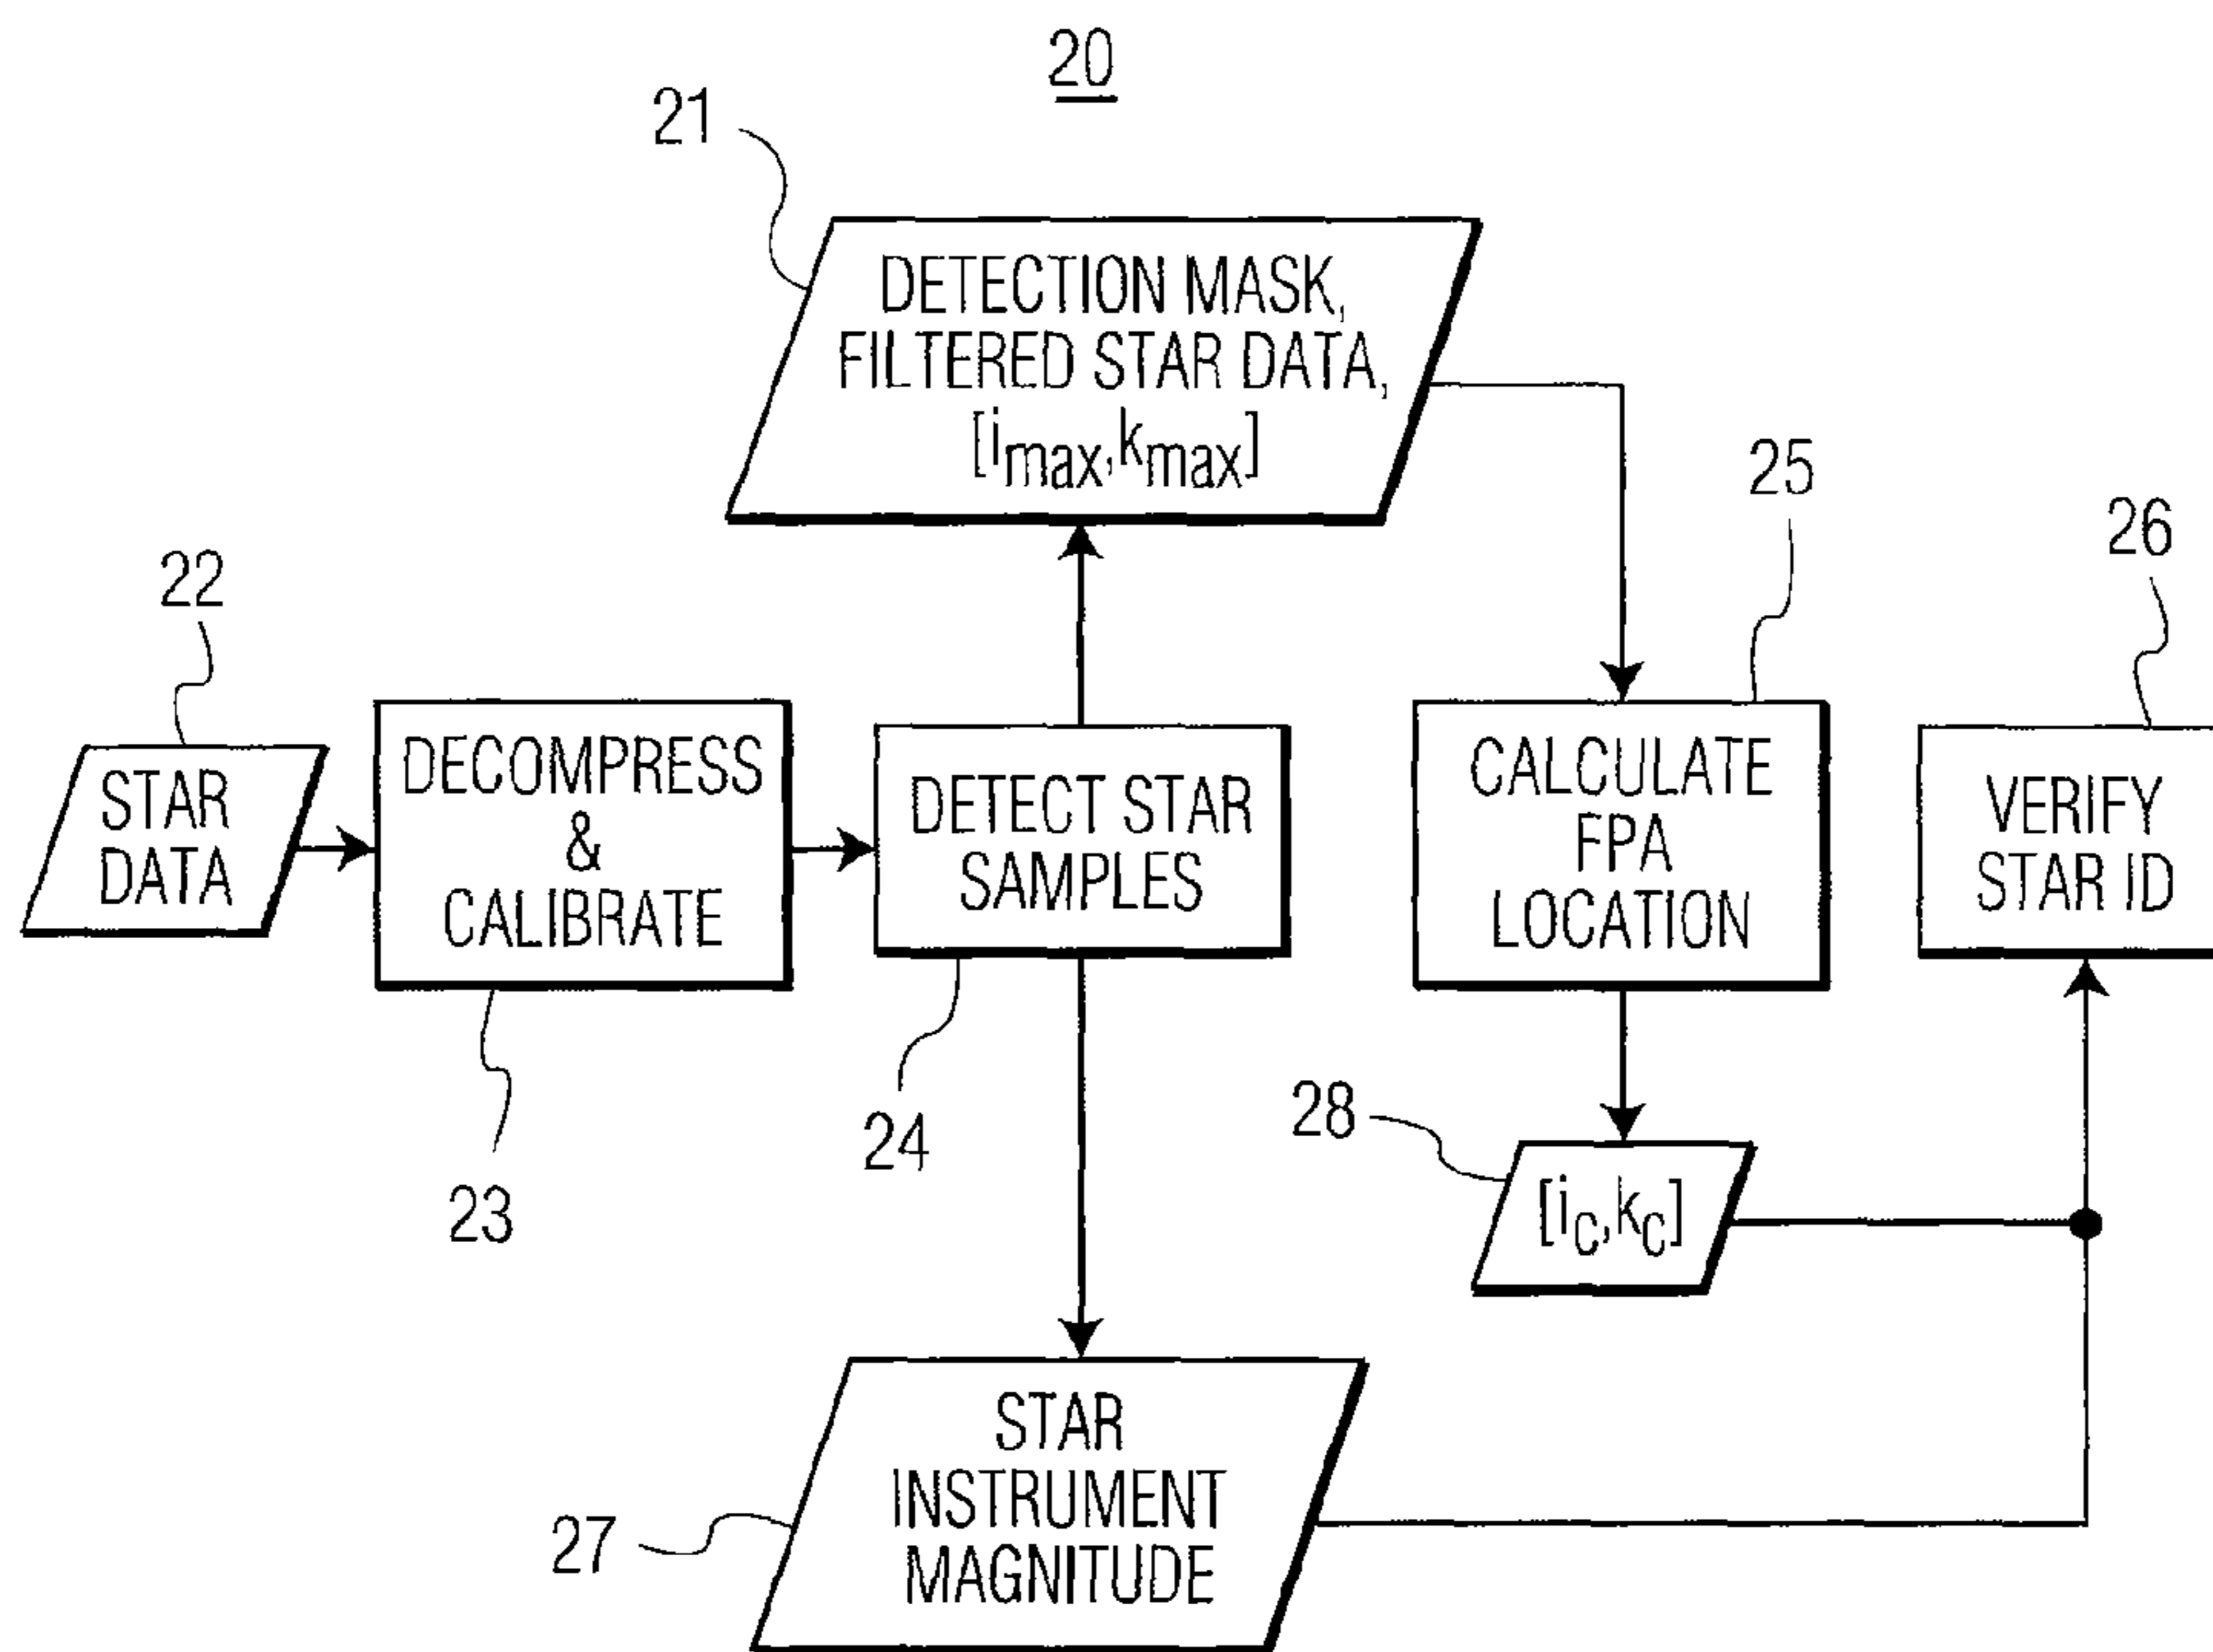 20
21
DETECTION MASK,
FILTERED STAR DATA,
[imax,kmax]
22
STAR
DATA
DECOMPRESS
&
CALIBRATE
23
DETECT STAR
SAMPLES
24
25
CALCULATE
FPA
LOCATION
26
VERIFY
STAR ID
28
[ic,kc]
27
STAR
INSTRUMENT
MAGNITUDE